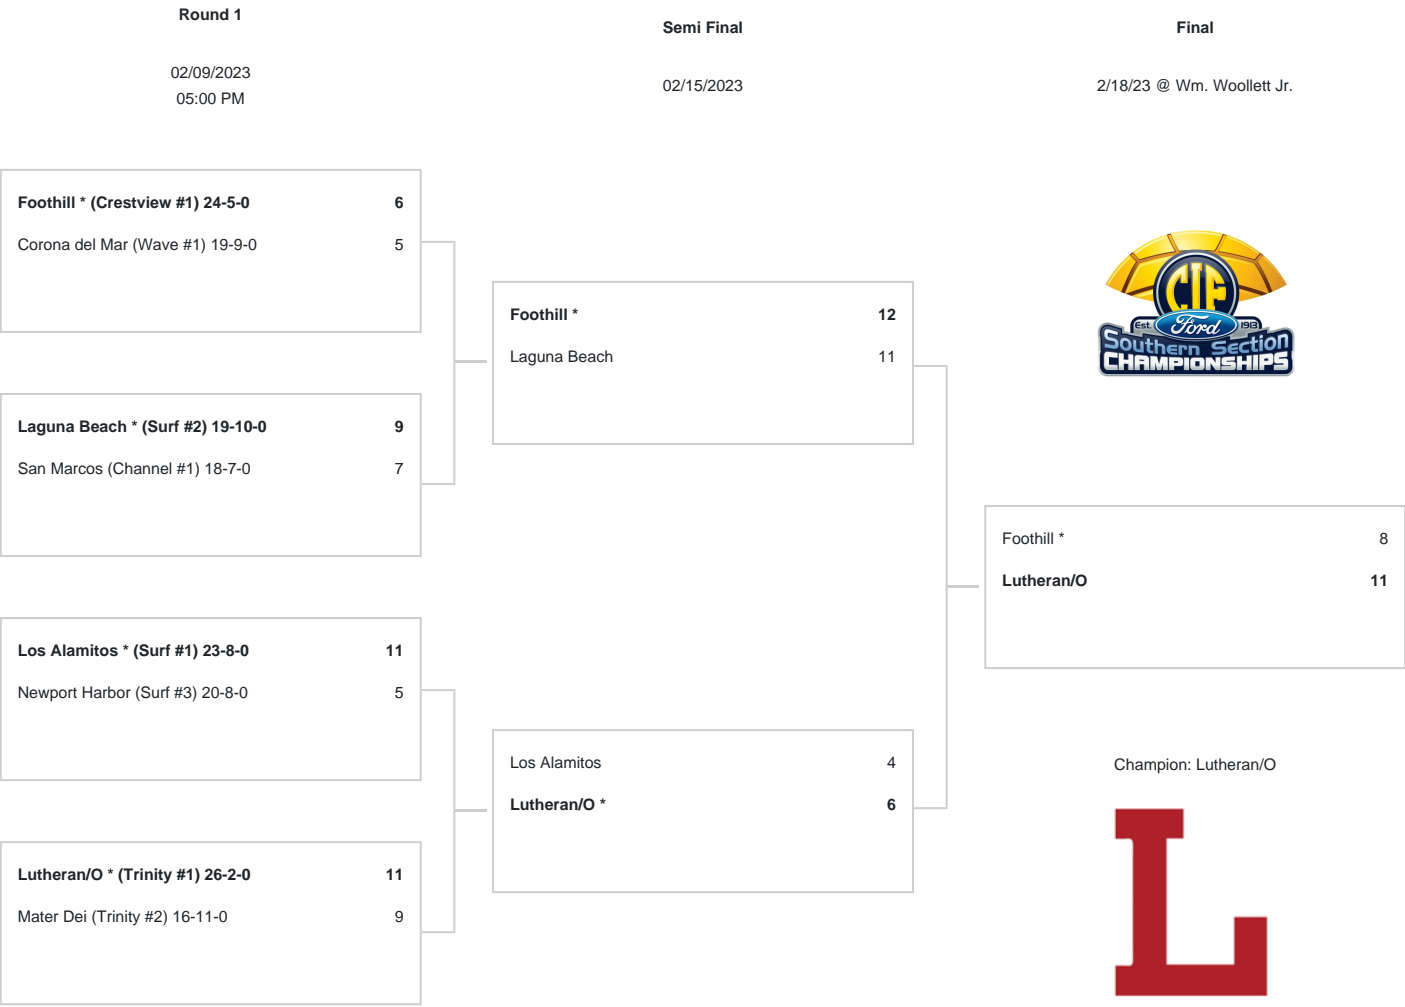 Round 1
Semi Final
Final
02/09/2023
05:00 PM
02/15/2023
2/18/23 @ Wm. Woollett Jr.
Foothill * (Crestview #1) 24-5-0 6
Corona del Mar (Wave #1) 19-9-0 5
Laguna Beach * (Surf #2) 19-10-0 9
San Marcos (Channel #1) 18-7-0 7
Los Alamitos * (Surf #1) 23-8-0 11
Newport Harbor (Surf #3) 20-8-0 5
Lutheran/O * (Trinity #1) 26-2-0 11
Mater Dei (Trinity #2) 16-11-0 9
Foothill * 12
Laguna Beach 11
Los Alamitos 4
Lutheran/O * 6
CIF
Est. Ford 1913
Southern Section
CHAMPIONSHIPS
Foothill * 8
Lutheran/O 11
Champion: Lutheran/O
L